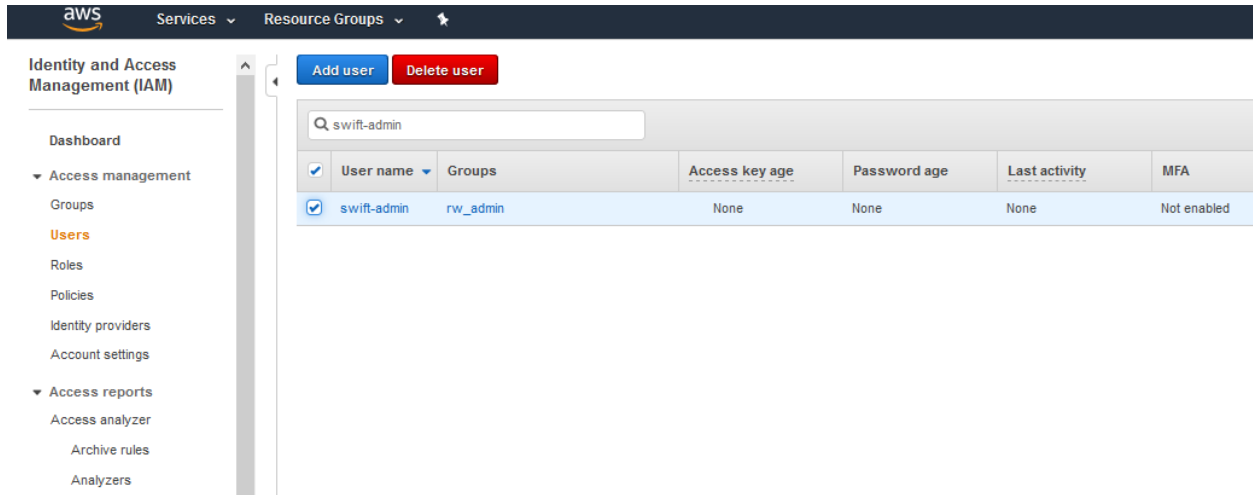 aws Services Resource Groups
Identity and Access
Management (IAM)
Dashboard
Access management
Groups
Users
Roles
Policies
Identity providers
Account settings
Access reports
Access analyzer
Archive rules
Analyzers
Add user Delete user
swift-admin
User name Groups Access key age Password age Last activity MFA
swift-admin rw_admin None None None Not enabled